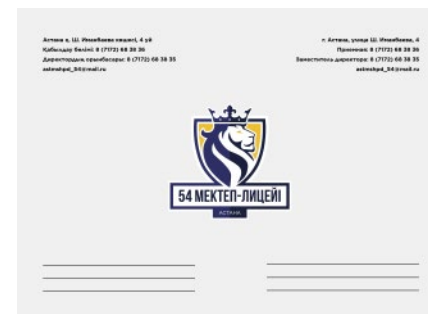 Астана қ. Ш. Иманбаева көшесі, 4 үй
Қабылдау бөлімі: 8 (7172) 68 38 36
Директордың орынбасары: 8 (7172) 68 38 35
astmshpd_54@mail.ru
г. Астана, улица Ш. Иманбаева, 4
Приемная: 8 (7172) 68 38 36
Заместитель директора: 8 (7172) 68 38 35
astmshpd_54@mail.ru
54 МЕКТЕП-ЛИЦЕЙІ
АСТАНА